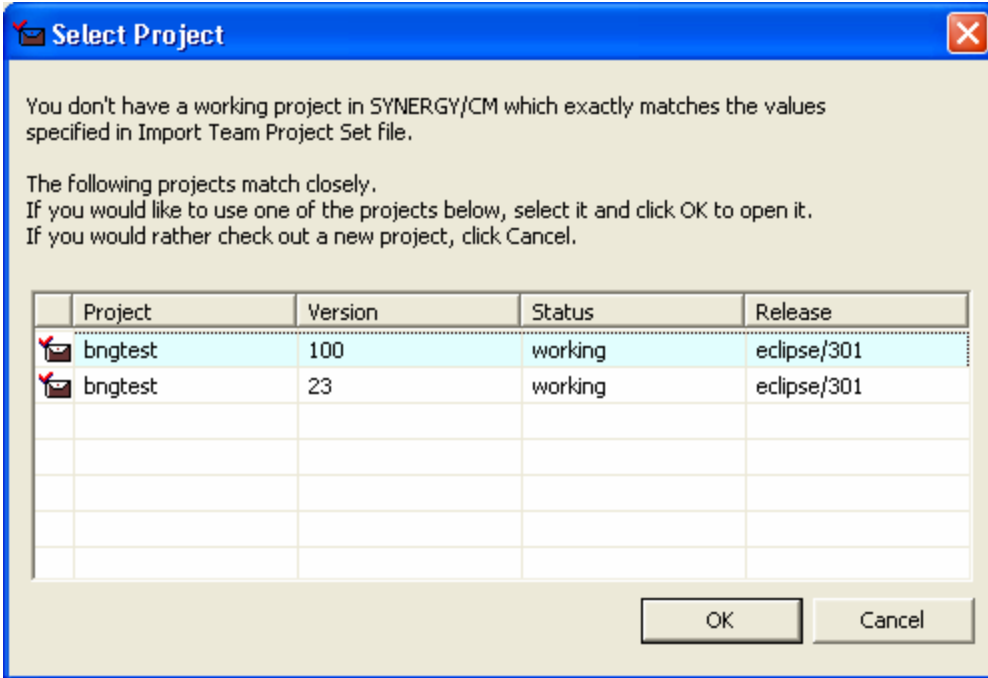 Select Project
You don't have a working project in SYNERGY/CM which exactly matches the values
specified in Import Team Project Set file.
The following projects match closely.
If you would like to use one of the projects below, select it and click OK to open it.
If you would rather check out a new project, click Cancel.
Project Version Status Release
bngtest 100 working eclipse/301
bngtest 23 working eclipse/301
OK Cancel